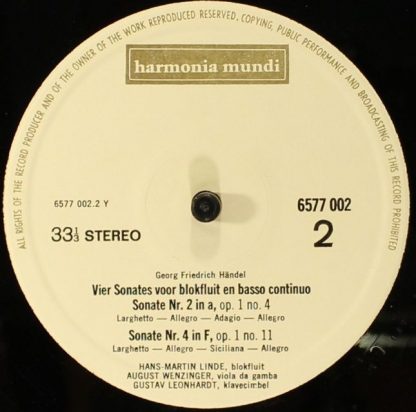 ALL RIGHTS OF THE RECORD PRODUCER AND OF THE OWNER OF THE WORK REPRODUCED RESERVED. COPYING, PUBLIC PERFORMANCE AND BROADCASTING OF THIS RECORD PROHIBITED
harmonia mundi
6577 002.2 Y
6577 002
33⅓ STEREO
2
Georg Friedrich Händel
Vier Sonates voor blokfluit en basso continuo
Sonate Nr. 2 in a, op. 1 no. 4
Larghetto — Allegro — Adagio — Allegro
Sonate Nr. 4 in F, op. 1 no. 11
Larghetto — Allegro — Siciliana — Allegro
HANS-MARTIN LINDE, blokfluit
AUGUST WENZINGER, viola da gamba
GUSTAV LEONHARDT, klavecimbel